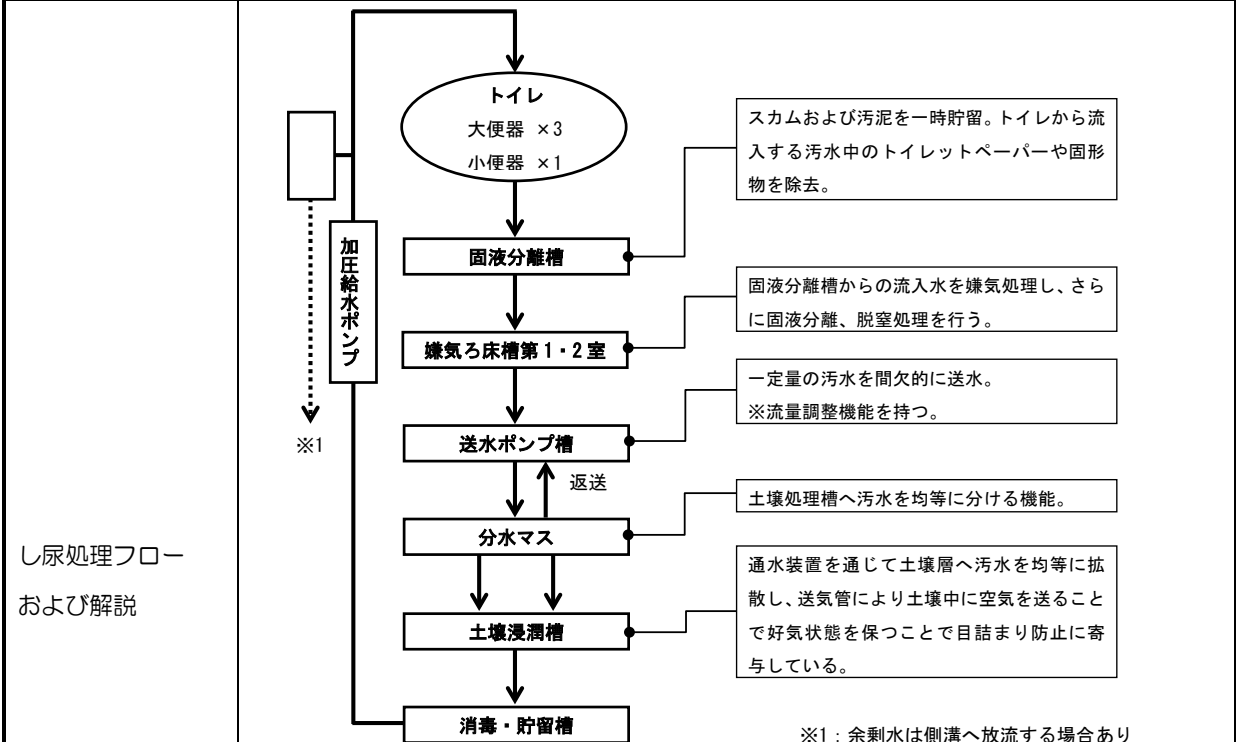 し尿処理フロー
および解説
トイレ
大便器 ×3
小便器 ×1
スカムおよび汚泥を一時貯留。トイレから流
入する汚水中のトイレットペーパーや固形
物を除去。
加圧給水ポンプ
固液分離槽
固液分離槽からの流入水を嫌気処理し、さら
に固液分離、脱窒処理を行う。
嫌気ろ床槽第1・2室
一定量の汚水を間欠的に送水。
※流量調整機能を持つ。
※1
送水ポンプ槽
返送
土壌処理槽へ汚水を均等に分ける機能。
分水マス
通水装置を通じて土壌層へ汚水を均等に拡
散し、送気管により土壌中に空気を送ること
で好気状態を保つことで目詰まり防止に寄
与している。
土壌浸潤槽
消毒・貯留槽
※1：余剰水は側溝へ放流する場合あり